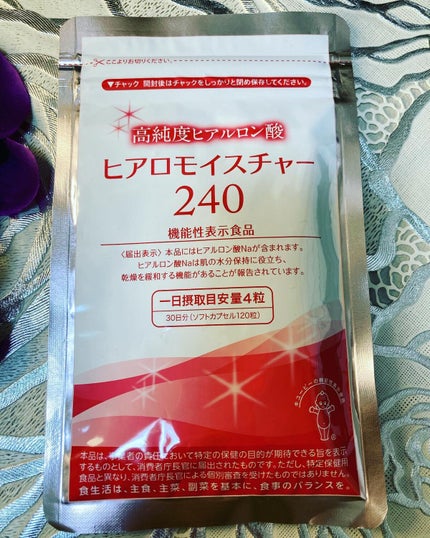 ✂ここよりお切りください。
▼チャック 開封後はチャックをしっかりと閉め保存してください。
高純度ヒアルロン酸
ヒアロモイスチャー
240
機能性表示食品
〈届出表示〉本品にはヒアルロン酸Naが含まれます。
ヒアルロン酸Naは肌の水分保持に役立ち、
乾燥を緩和する機能があることが報告されています。
一日摂取目安量4粒
30日分(ソフトカプセル120粒)
本品は、事業者の責任において特定の保健の目的が期待できる旨を表示
するものとして、消費者庁長官に届出されたものです。ただし、特定保健用
食品と異なり、消費者庁長官による個別審査を受けたものではありません。
食生活は、主食、主菜、副菜を基本に、食事のバランスを。